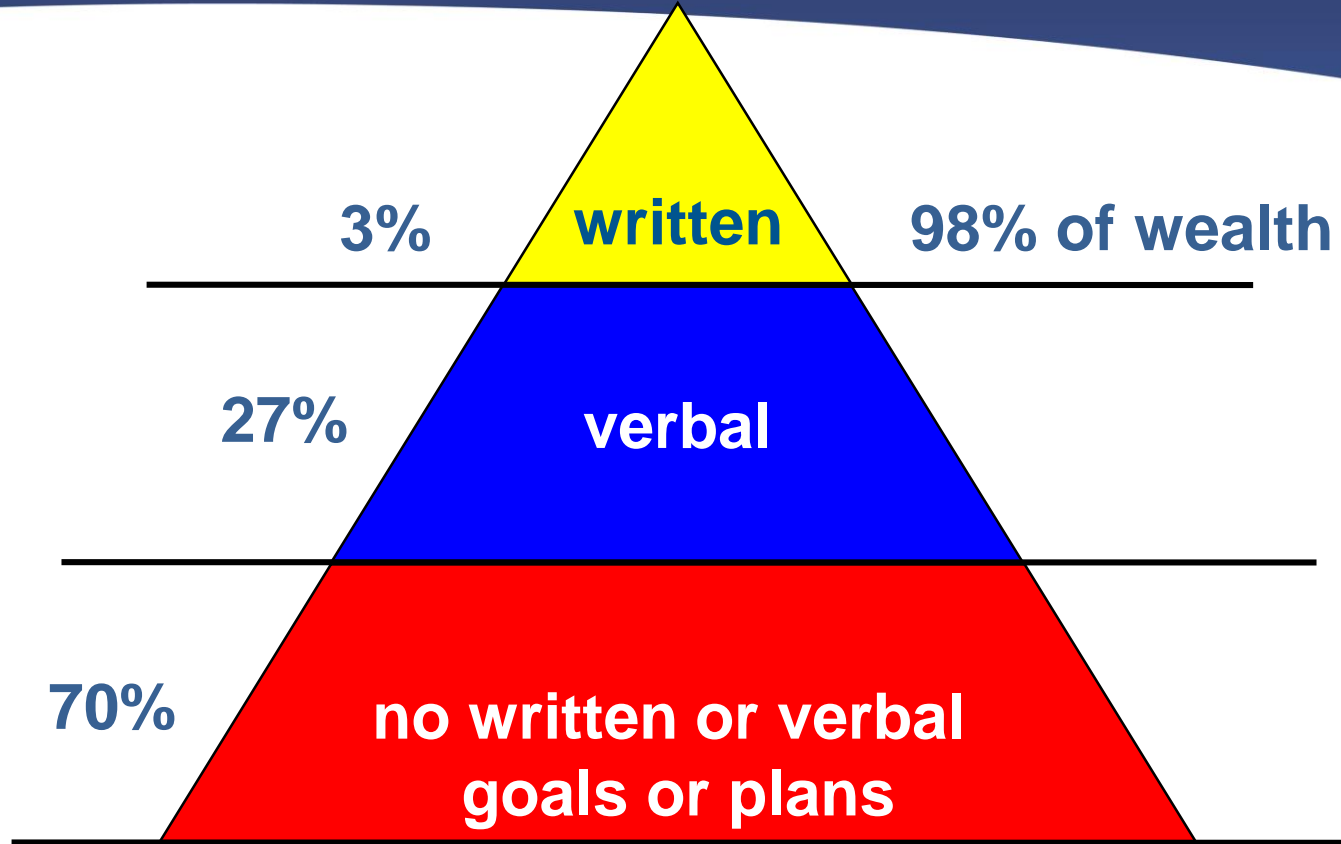 3% written 98% of wealth
27% verbal
70% no written or verbal
goals or plans